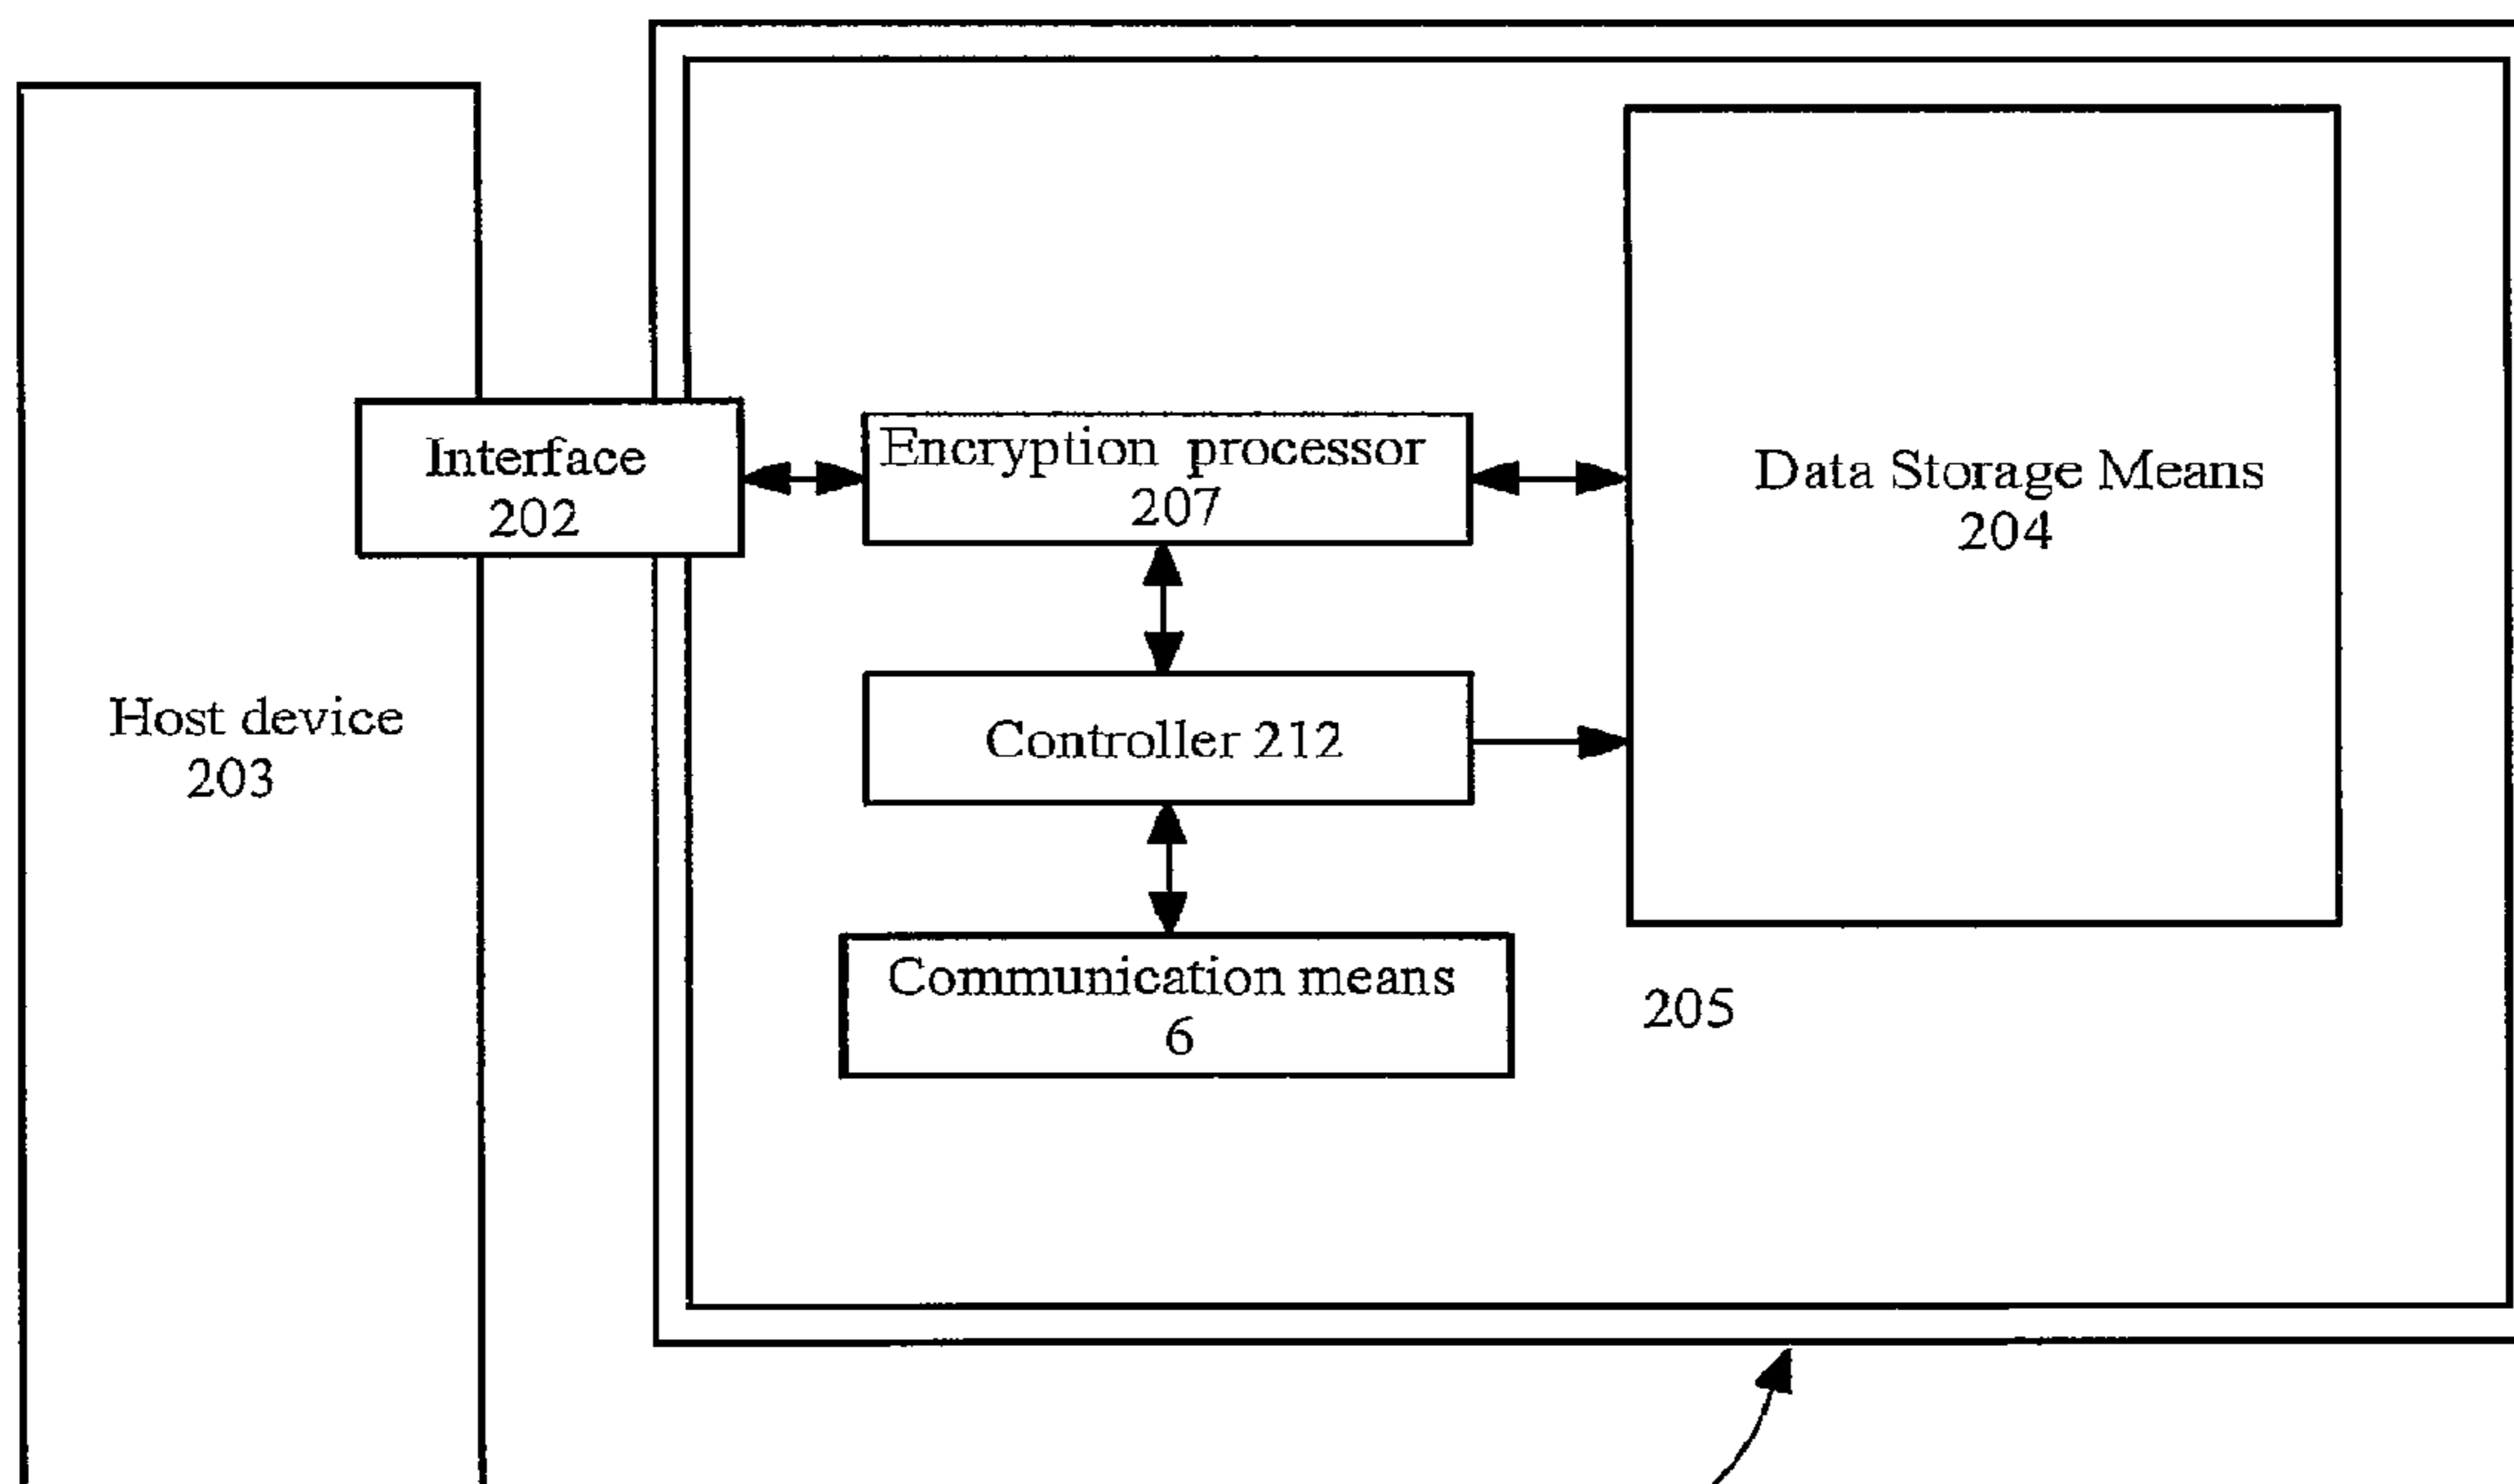 Host device
203
Interface
202
Encryption processor
207
Data Storage Means
204
Controller 212
Communication means
6
205